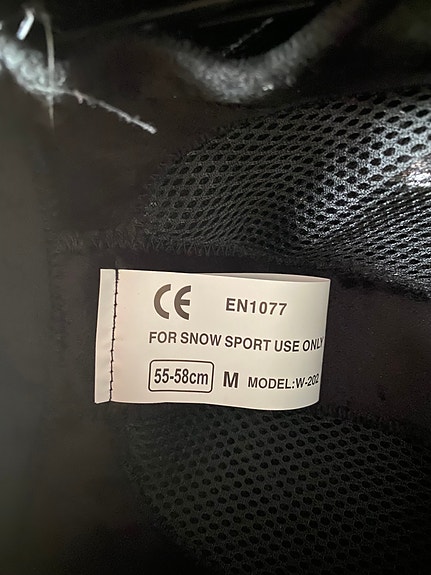 CE EN1077
FOR SNOW SPORT USE ONLY
55-58cm M MODEL:W-202